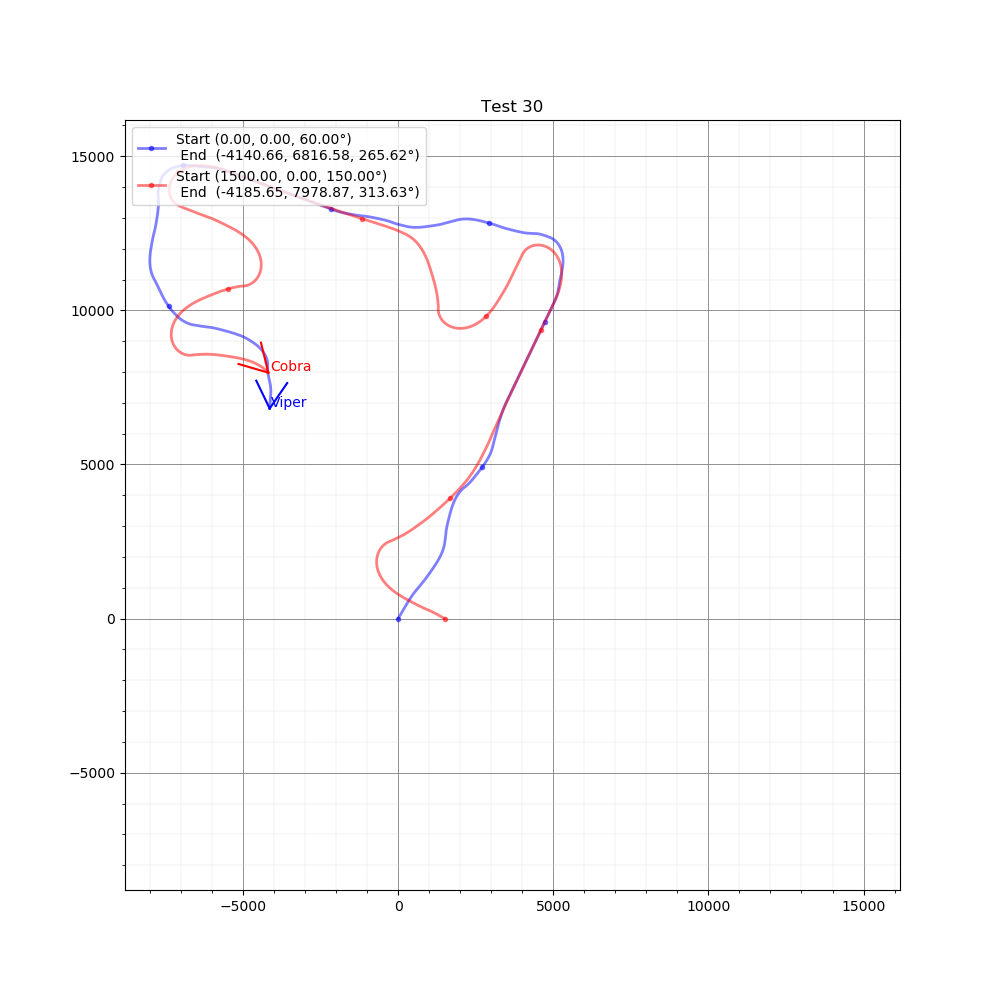 Test 30
Start (0.00, 0.00, 60.00°)
End (-4140.66, 6816.58, 265.62°)
Start (1500.00, 0.00, 150.00°)
End (-4185.65, 7978.87, 313.63°)
15000
10000
5000
0
−5000
Cobra
Viper
−5000
0
5000
10000
15000